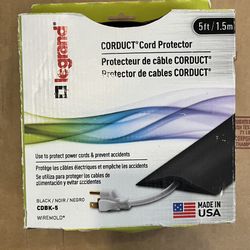 legrand®
5ft / 1.5m
CORDUCT® Cord Protector
Protecteur de câble CORDUCT®
Protector de cables CORDUCT®
Use to protect power cords & prevent accidents
Protège les câbles électriques et empêche les accidents
Se utiliza para proteger los cables de
alimentación y evitar accidentes
BLACK / NOIR / NEGRO
CDBK-5
WIREMOLD®
MADE IN
USA